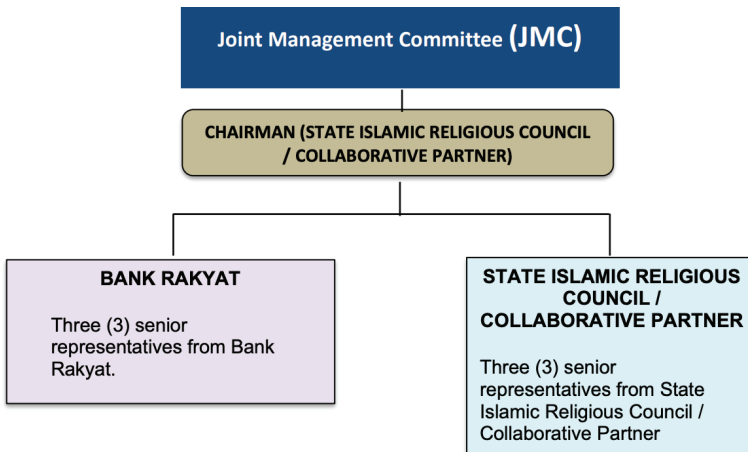 Joint Management Committee (JMC)
CHAIRMAN (STATE ISLAMIC RELIGIOUS COUNCIL
/ COLLABORATIVE PARTNER)
BANK RAKYAT
Three (3) senior
representatives from Bank
Rakyat.
STATE ISLAMIC RELIGIOUS
COUNCIL /
COLLABORATIVE PARTNER
Three (3) senior
representatives from State
Islamic Religious Council /
Collaborative Partner